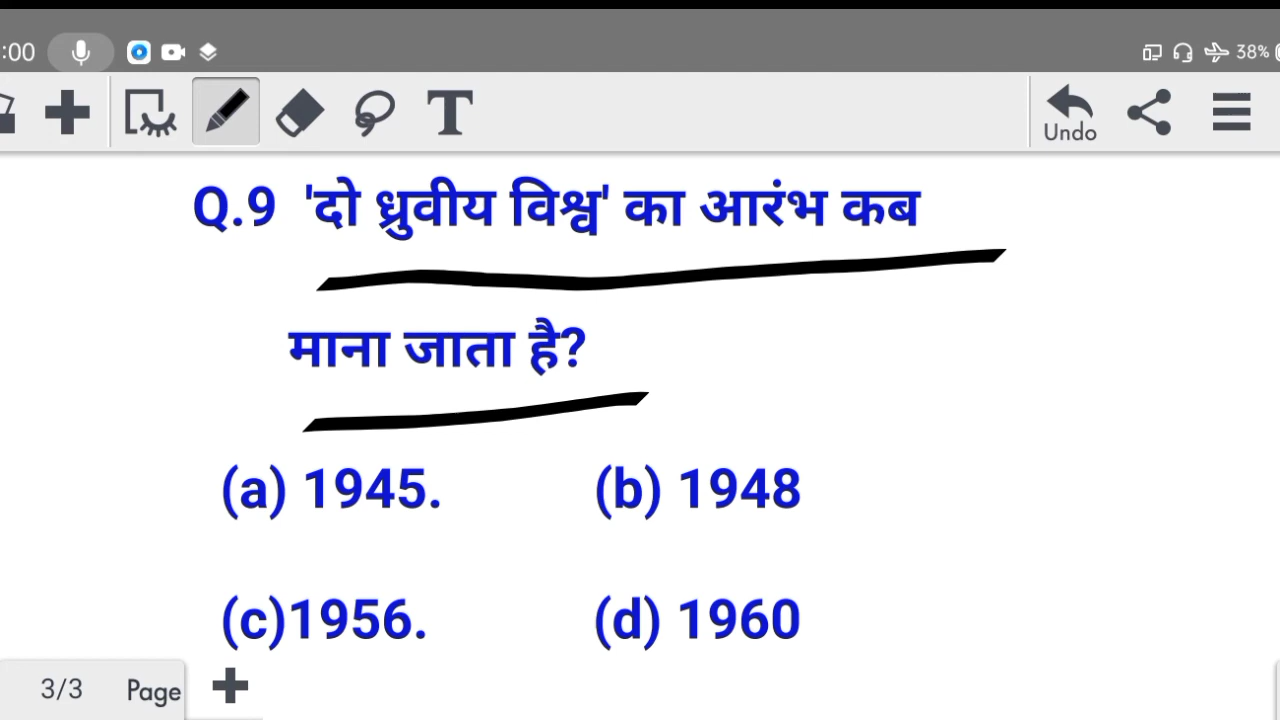 :00 38%
T Undo
Q.9 'दो ध्रुवीय विश्व' का आरंभ कब
माना जाता है?
(a) 1945. (b) 1948
(c)1956. (d) 1960
3/3 Page